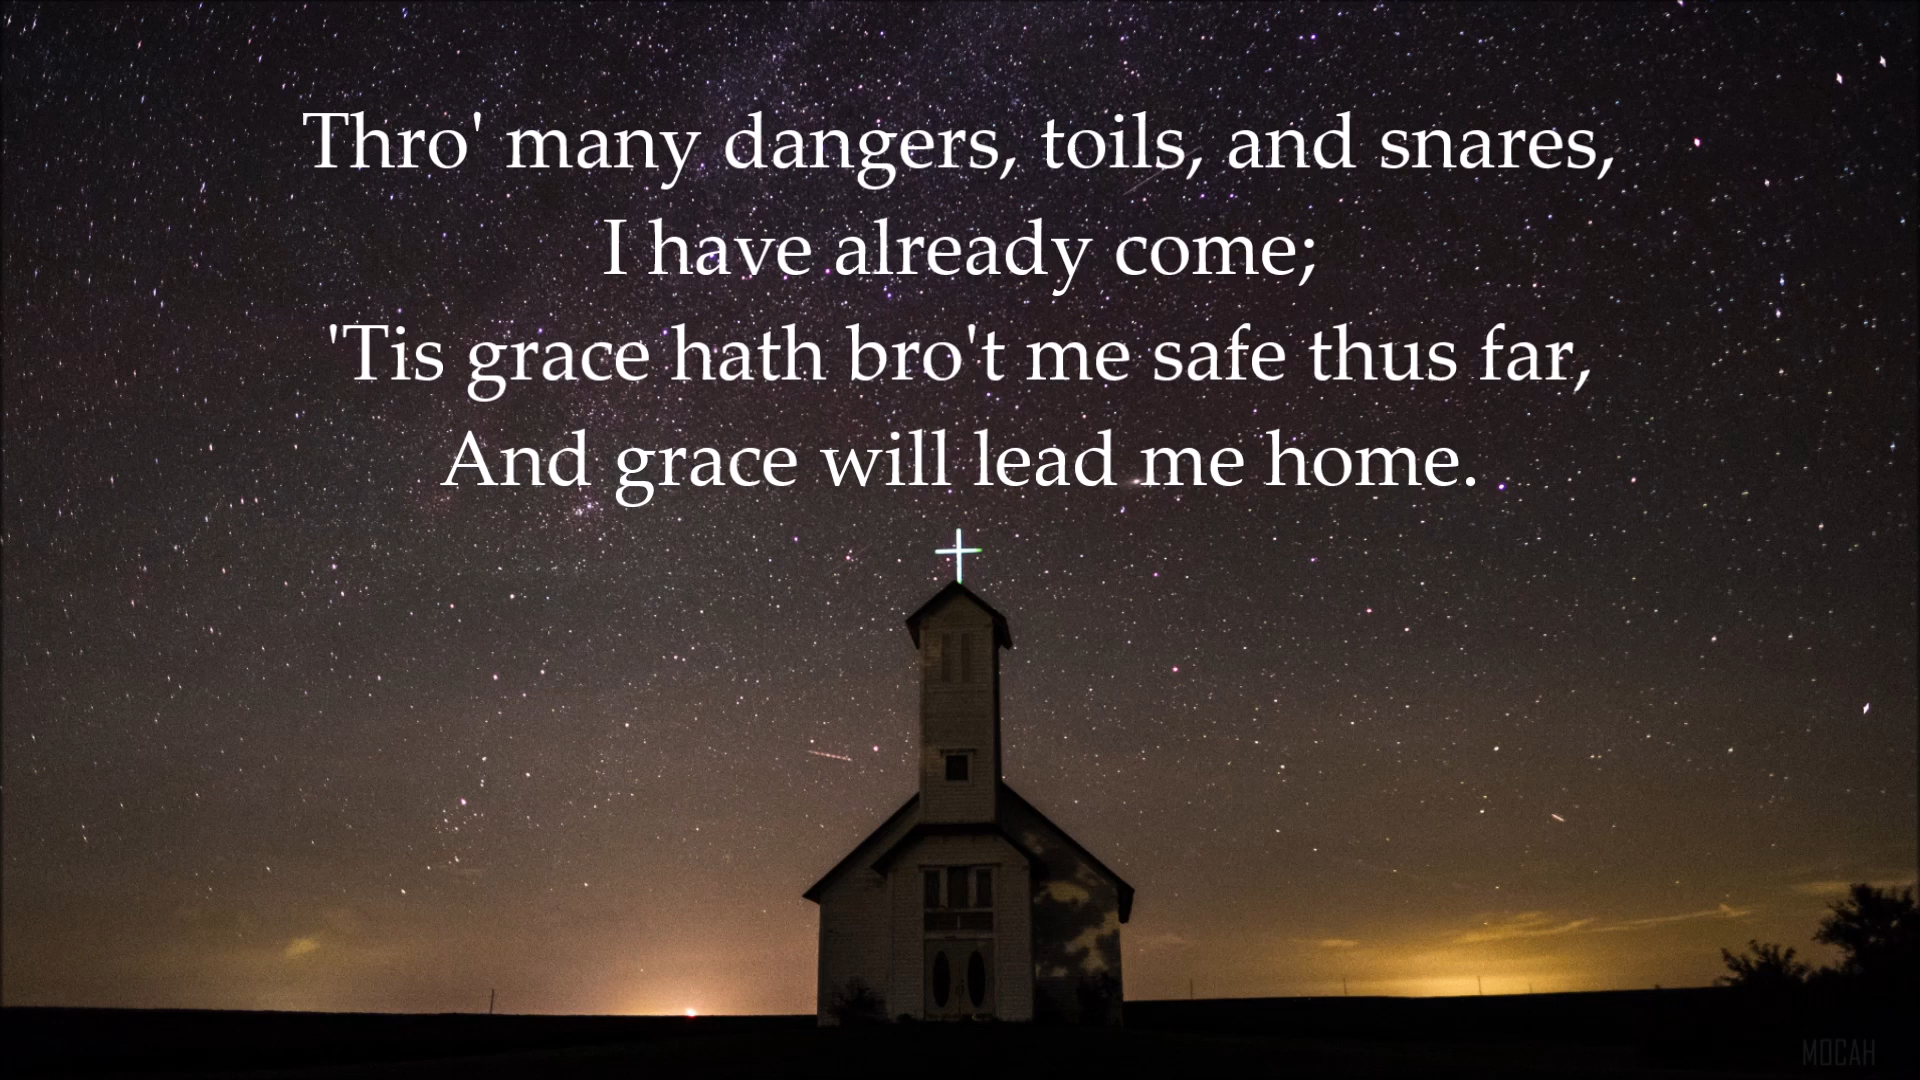 Thro' many dangers, toils, and snares,
I have already come;
'Tis grace hath bro't me safe thus far,
And grace will lead me home.
MOCAH